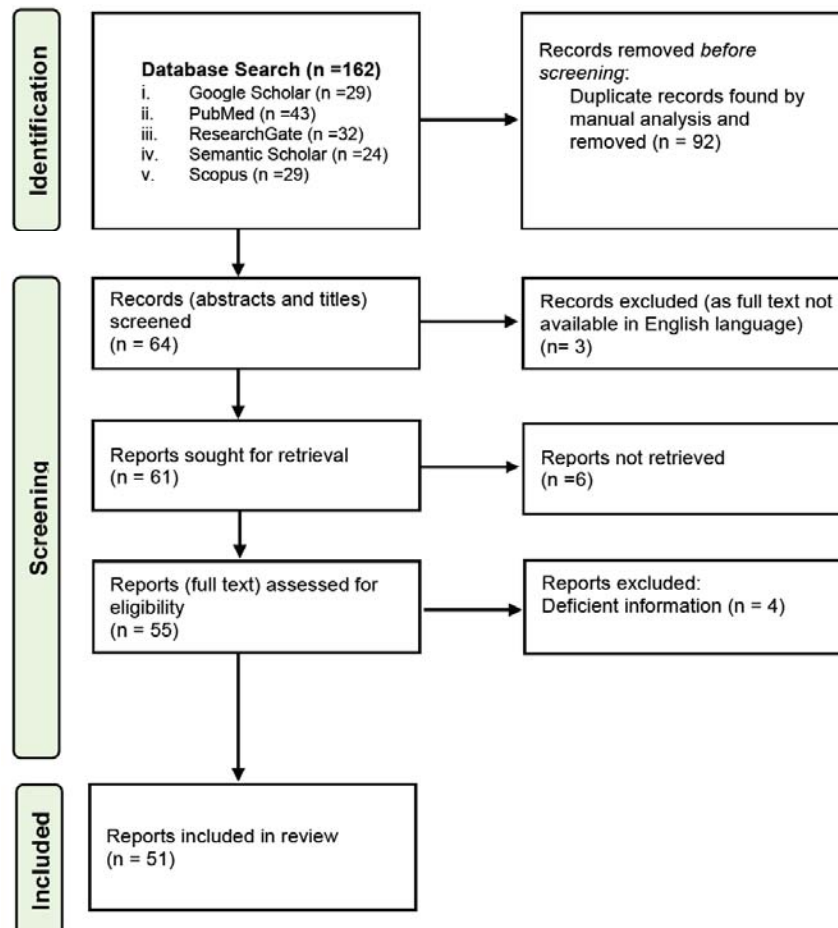 Identification
Database Search (n =162)
i. Google Scholar (n =29)
ii. PubMed (n =43)
iii. ResearchGate (n =32)
iv. Semantic Scholar (n =24)
v. Scopus (n =29)
Records removed before
screening:
Duplicate records found by
manual analysis and
removed (n = 92)
Screening
Records (abstracts and titles)
screened
(n = 64)
Records excluded (as full text not
available in English language)
(n= 3)
Reports sought for retrieval
(n = 61)
Reports not retrieved
(n =6)
Reports (full text) assessed for
eligibility
(n = 55)
Reports excluded:
Deficient information (n = 4)
Included
Reports included in review
(n = 51)